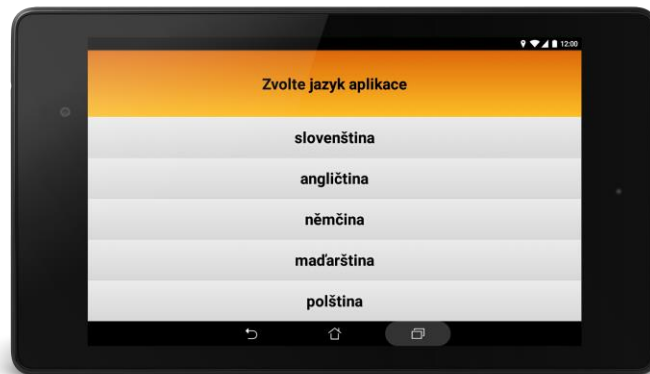 12:00
Zvolte jazyk aplikace
slovenština
angličtina
němčina
maďarština
polština